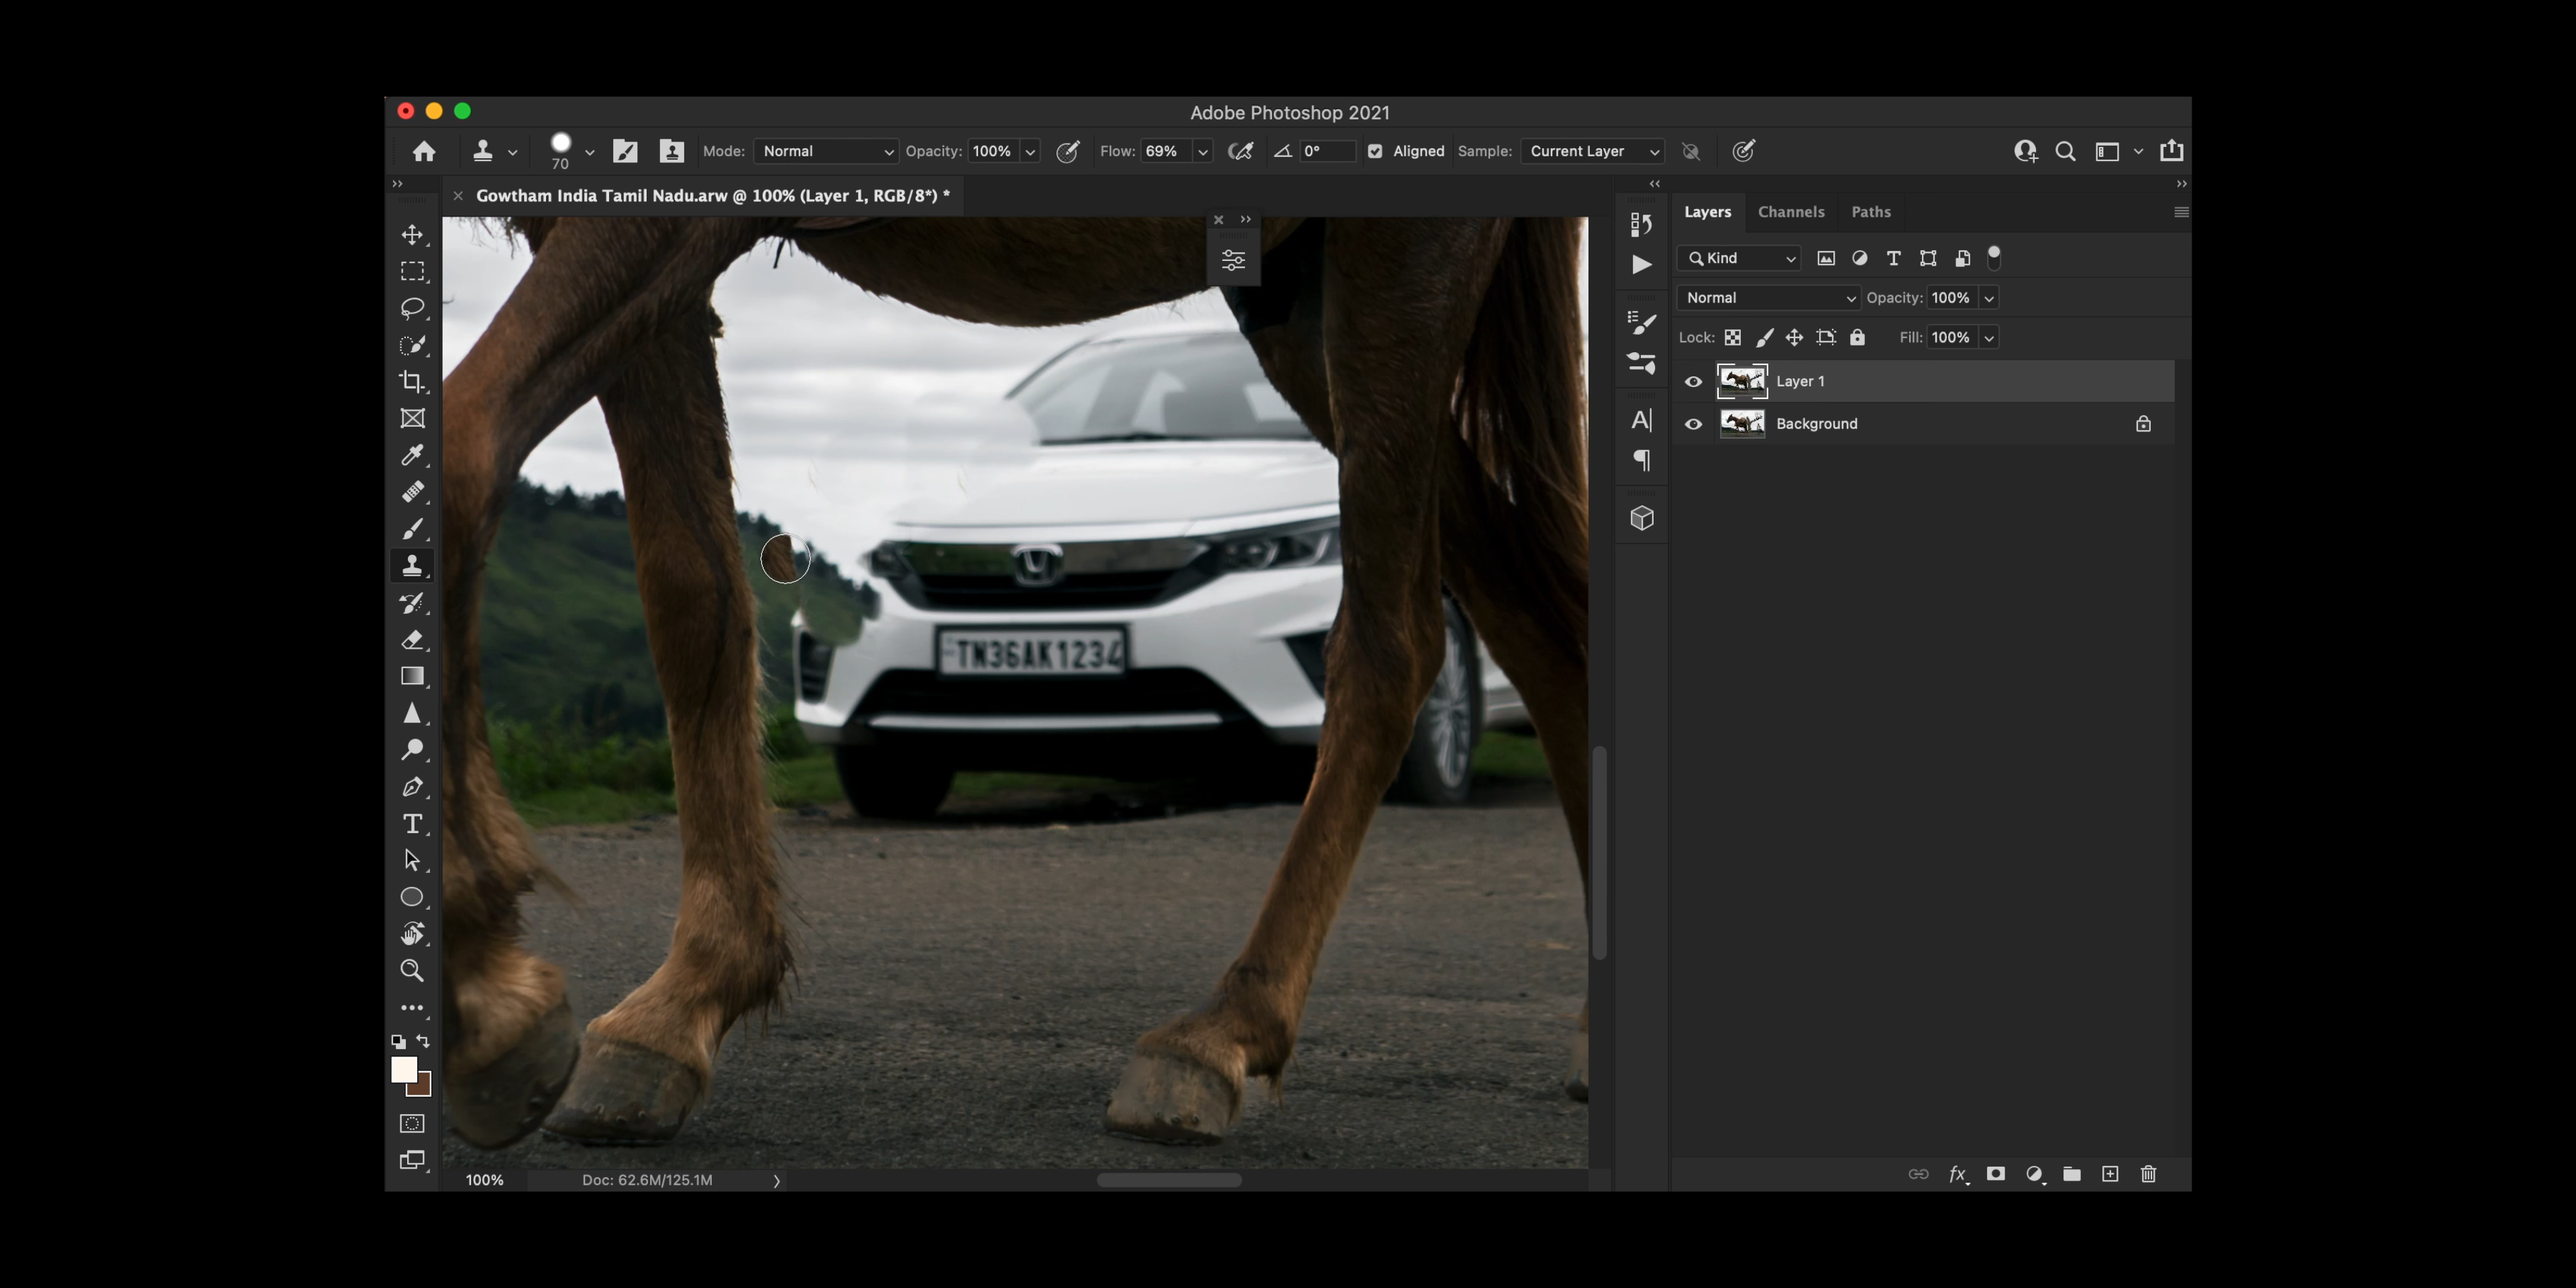 Adobe Photoshop 2021
70
Mode: Normal Opacity: 100% Flow: 69% 0° Aligned Sample: Current Layer
Gowtham India Tamil Nadu.arw @ 100% (Layer 1, RGB/8*) *
TN36AK1234
100% Doc: 62.6M/125.1M
Layers Channels Paths
Kind
Normal Opacity: 100%
Lock: Fill: 100%
Layer 1
Background
fx